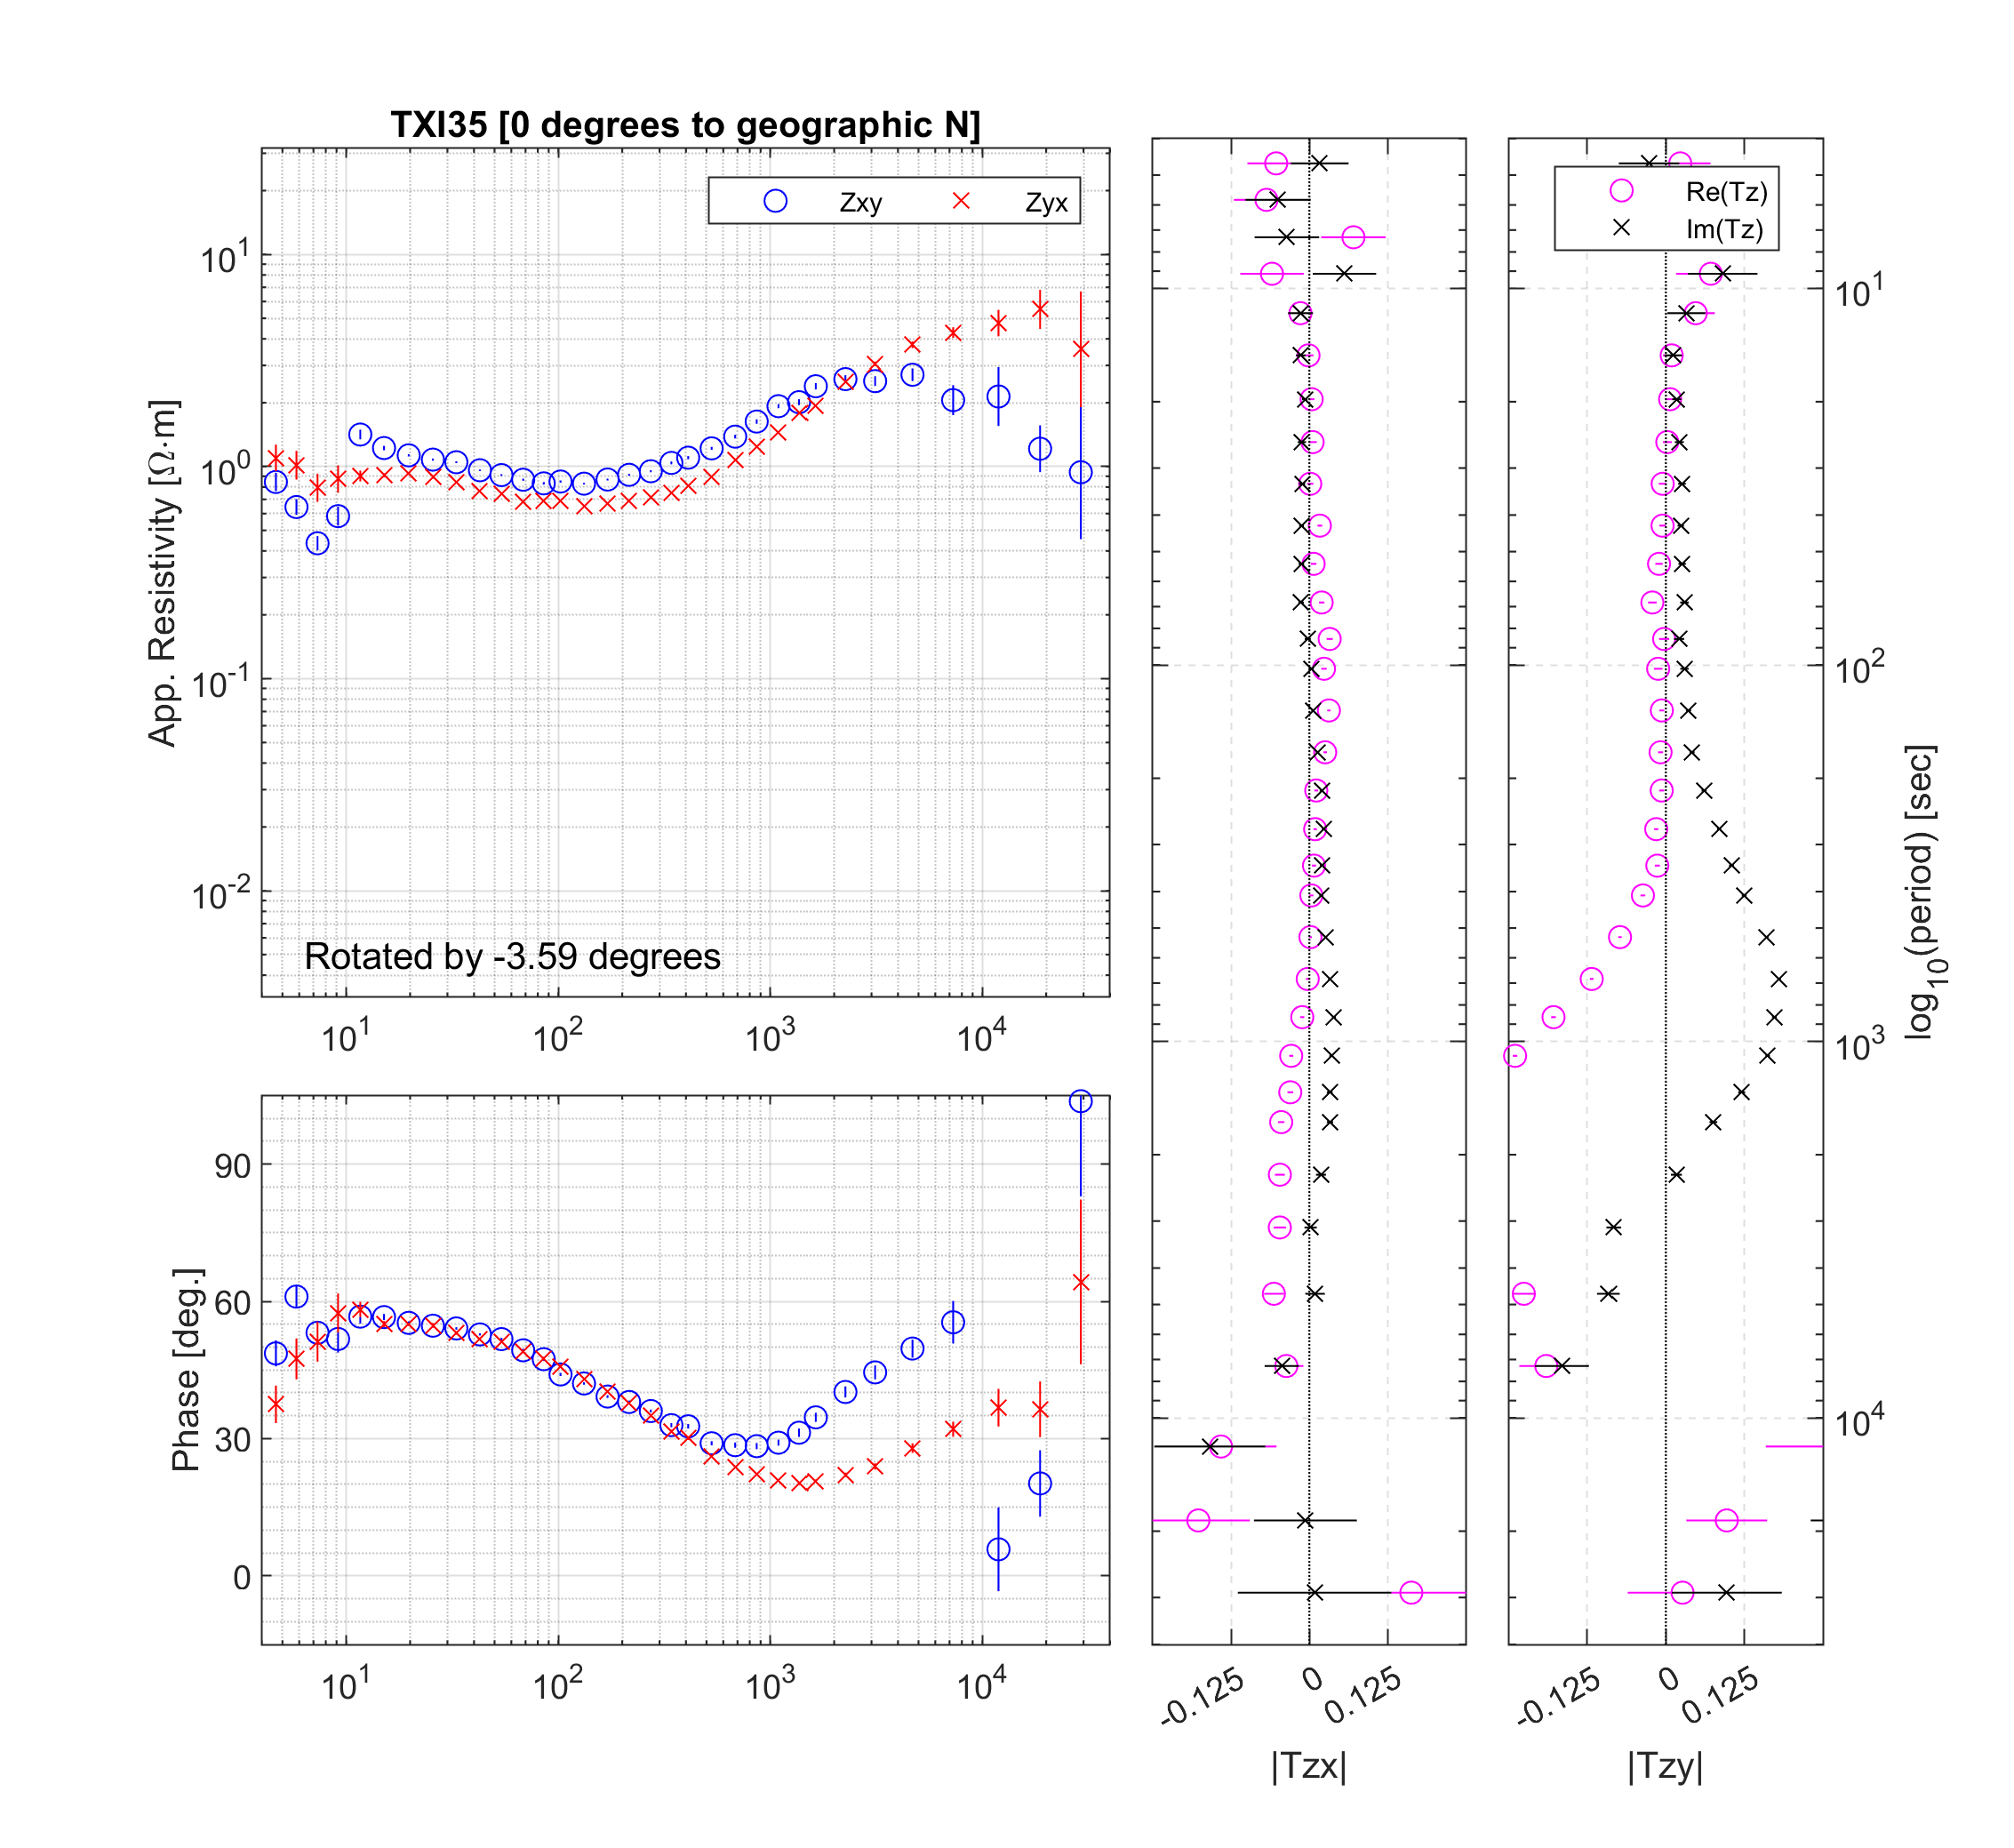 TXI35 [0 degrees to geographic N]
Zxy Zyx
App. Resistivity [Ω·m]
10^1
10^0
10^-1
10^-2
Rotated by -3.59 degrees
10^1 10^2 10^3 10^4
Phase [deg.]
90
60
30
0
10^1 10^2 10^3 10^4
-0.125 0 0.125
|Tzx|
Re(Tz)
Im(Tz)
-0.125 0 0.125
|Tzy|
10^1
10^2
10^3
10^4
log_10(period) [sec]